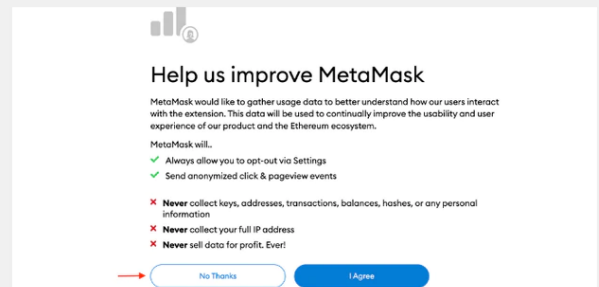 Help us improve MetaMask
MetaMask would like to gather usage data to better understand how our users interact
with the extension. This data will be used to continually improve the usability and user
experience of our product and the Ethereum ecosystem.
MetaMask will..
Always allow you to opt-out via Settings
Send anonymized click & pageview events
Never collect keys, addresses, transactions, balances, hashes, or any personal
information
Never collect your full IP address
Never sell data for profit. Ever!
No Thanks
I Agree